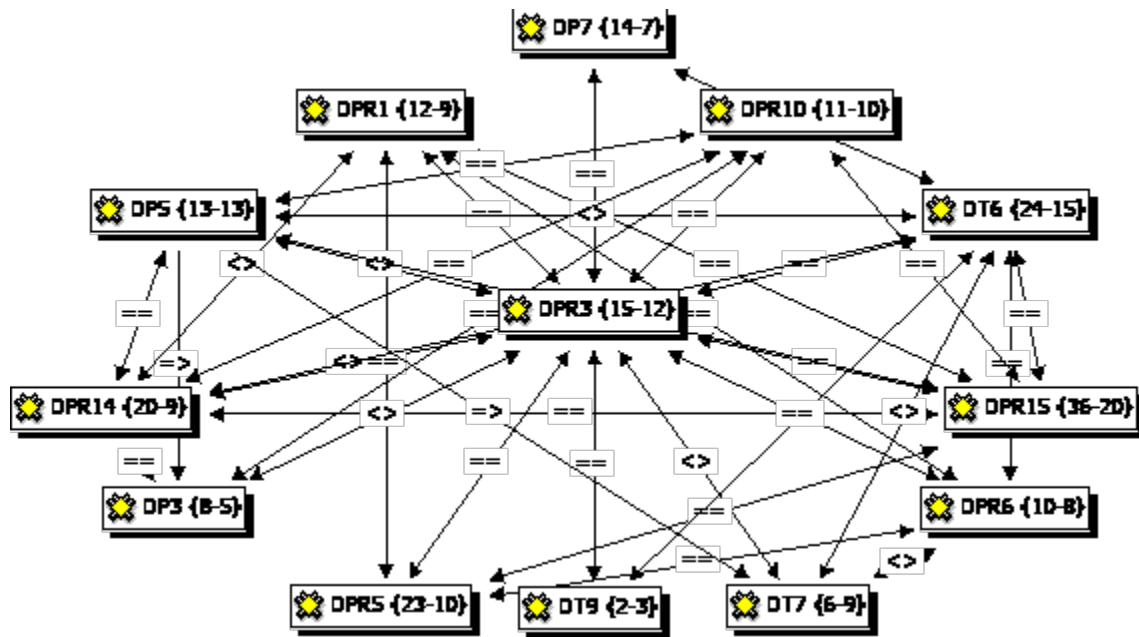 DP7 {14-7}
DPR1 {12-9}
DPR10 {11-10}
==
==
DP5 {13-13}
==
<>
==
DT6 {24-15}
<>
<>
==
==
==
==
==
==
DPR3 {15-12}
==
==
=>
<>
==
==
==
DPR14 {20-9}
<>
=>
==
==
<>
DPR15 {36-20}
==
==
==
<>
DP3 {8-5}
==
DPR6 {10-8}
==
<>
DPR5 {23-10}
DT9 {2-3}
DT7 {6-9}